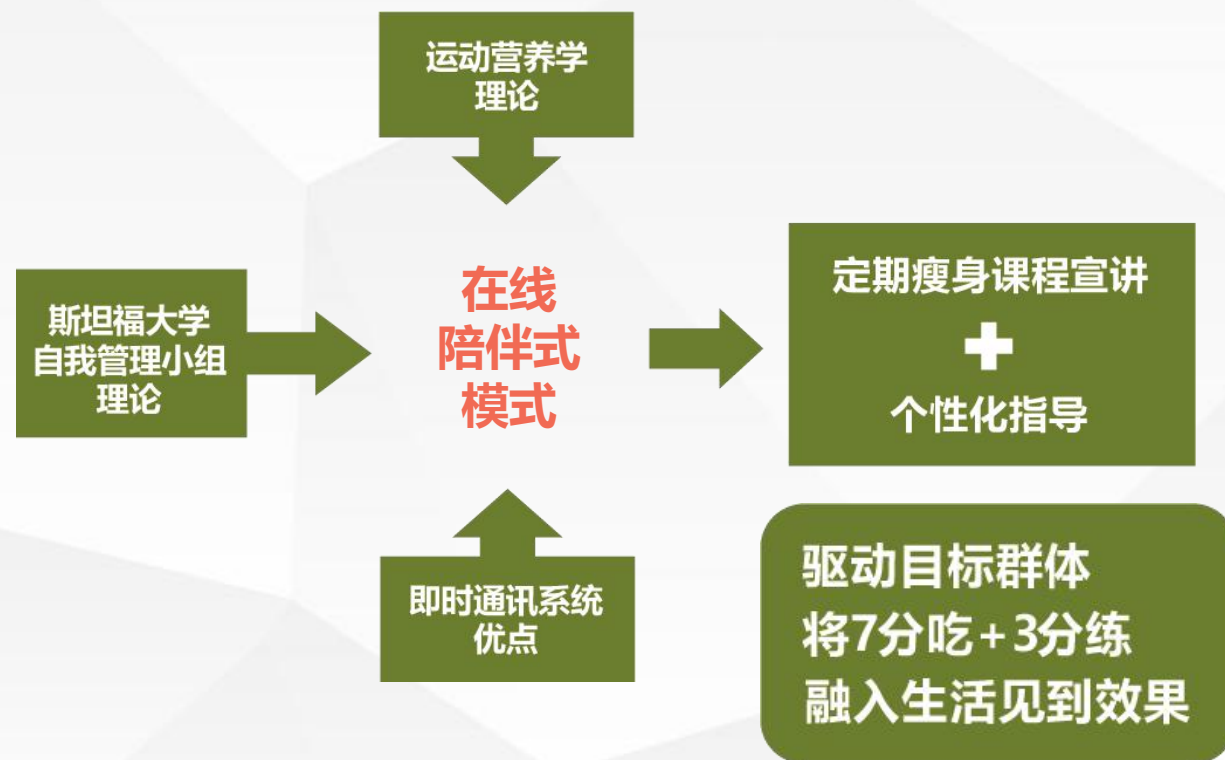 运动营养学
理论
斯坦福大学
自我管理小组
理论
在线
陪伴式
模式
即时通讯系统
优点
定期瘦身课程宣讲
+
个性化指导
驱动目标群体
将7分吃+3分练
融入生活见到效果